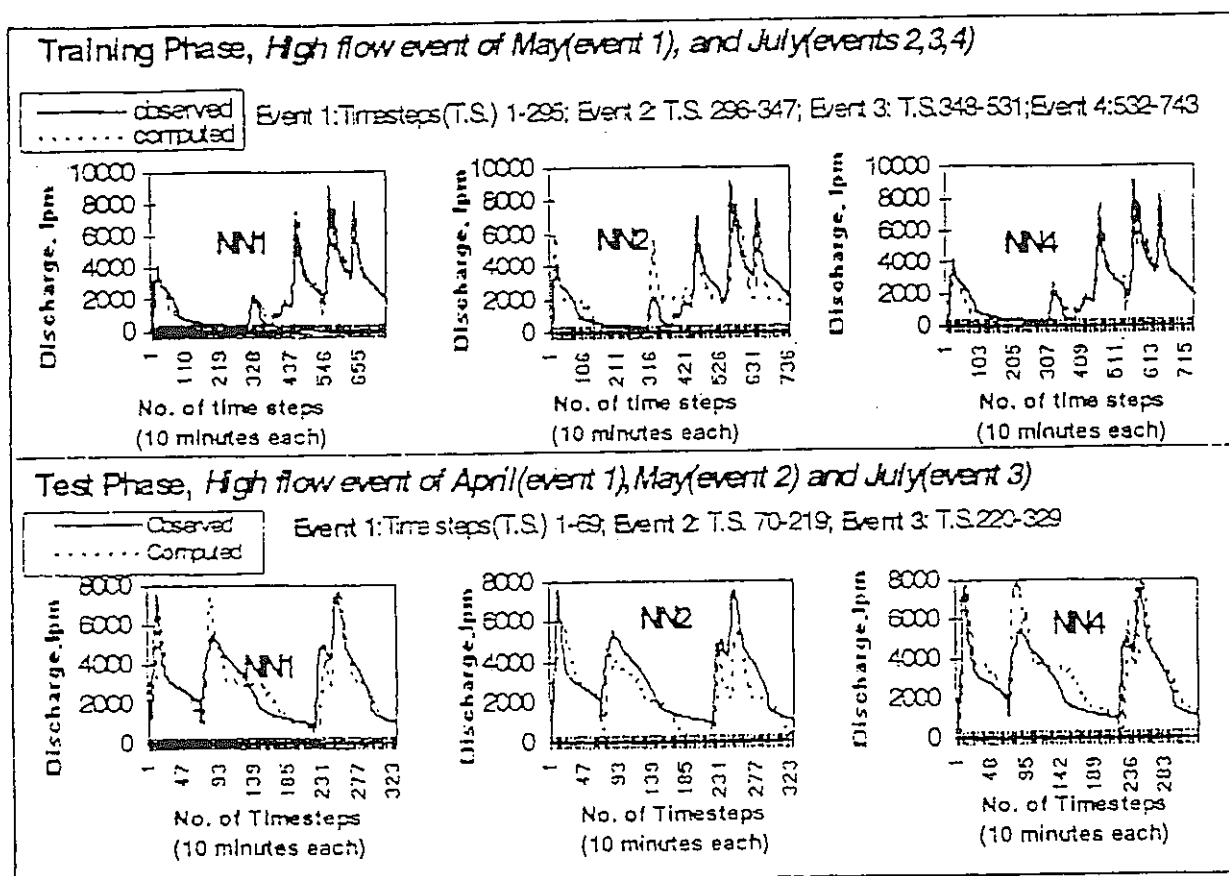 Training Phase, High flow event of May(event 1), and July(events 2,3,4)
observed
computed
Event 1:Timesteps(T.S.) 1-295; Event 2: T.S. 296-347; Event 3: T.S.348-531;Event 4:532-743
Discharge, lpm
10000
8000
6000
4000
2000
0
NN1
1
110
219
328
437
546
655
No. of time steps
(10 minutes each)
Discharge, lpm
10000
8000
6000
4000
2000
0
NN2
1
106
211
316
421
526
631
736
No. of time steps
(10 minutes each)
Discharge, lpm
10000
8000
6000
4000
2000
0
NN4
1
103
205
307
409
511
613
715
No. of time steps
(10 minutes each)
Test Phase, High flow event of April(event 1),May(event 2) and July(event 3)
Observed
Computed
Event 1:Time steps(T.S.) 1-69; Event 2: T.S. 70-219; Event 3: T.S.220-329
Discharge,lpm
8000
6000
4000
2000
0
NN1
1
47
93
139
185
231
277
323
No. of Timesteps
(10 minutes each)
Discharge,lpm
8000
6000
4000
2000
0
NN2
1
47
93
139
185
231
277
323
No. of Timesteps
(10 minutes each)
Discharge,lpm
8000
6000
4000
2000
0
NN4
1
48
95
142
189
236
283
No. of Timesteps
(10 minutes each)